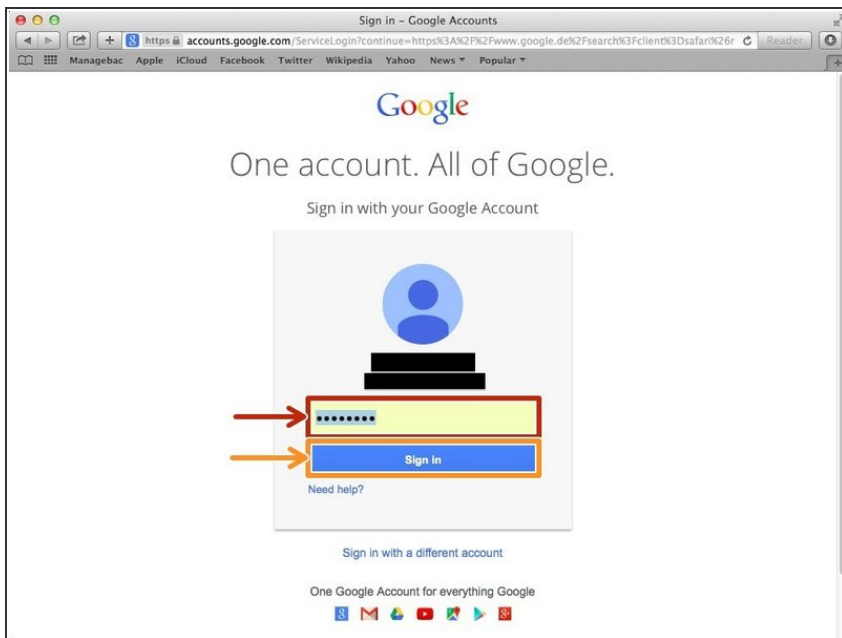 Sign in – Google Accounts
https accounts.google.com/ServiceLogin?continue=https%3A%2F%2Fwww.google.de%2Fsearch%3Fclient%3Dsafari%26r
Reader
Managebac Apple iCloud Facebook Twitter Wikipedia Yahoo News Popular
Google
One account. All of Google.
Sign in with your Google Account
••••••••
Sign in
Need help?
Sign in with a different account
One Google Account for everything Google